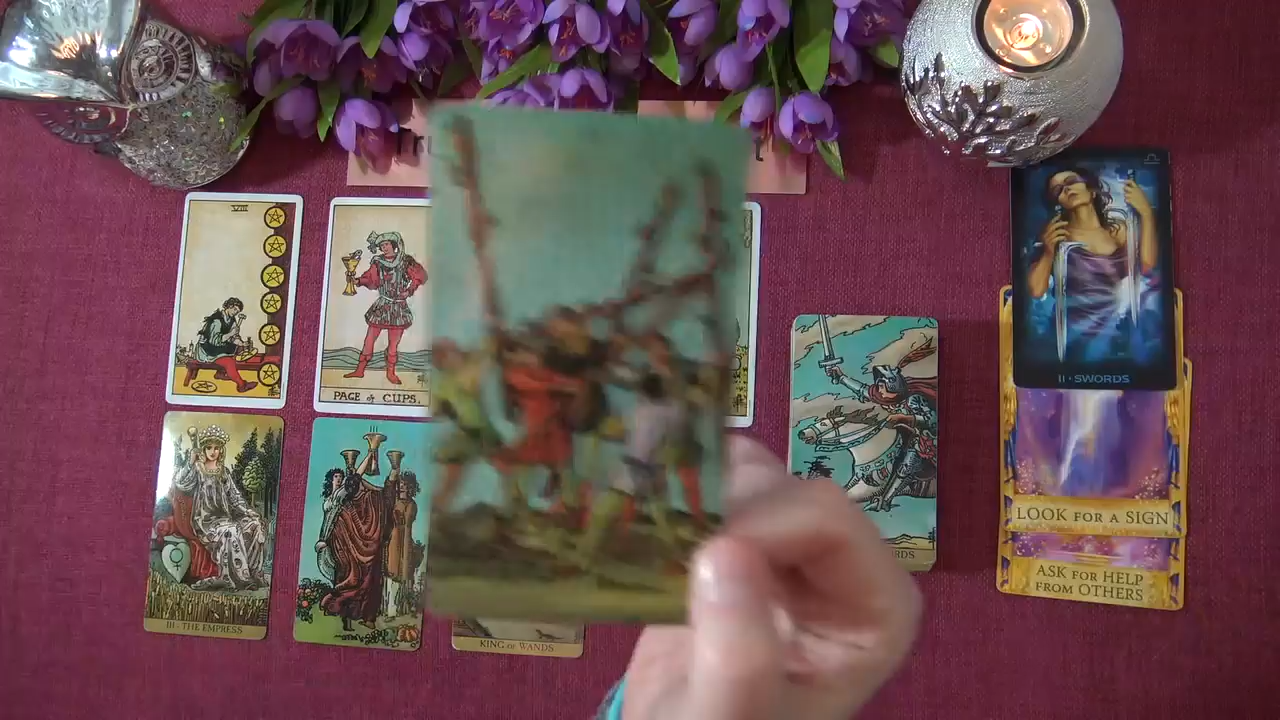 VIII
PAGE of CUPS.
III - THE EMPRESS
KING of WANDS
II • SWORDS
LOOK FOR A SIGN
ASK FOR HELP
FROM OTHERS